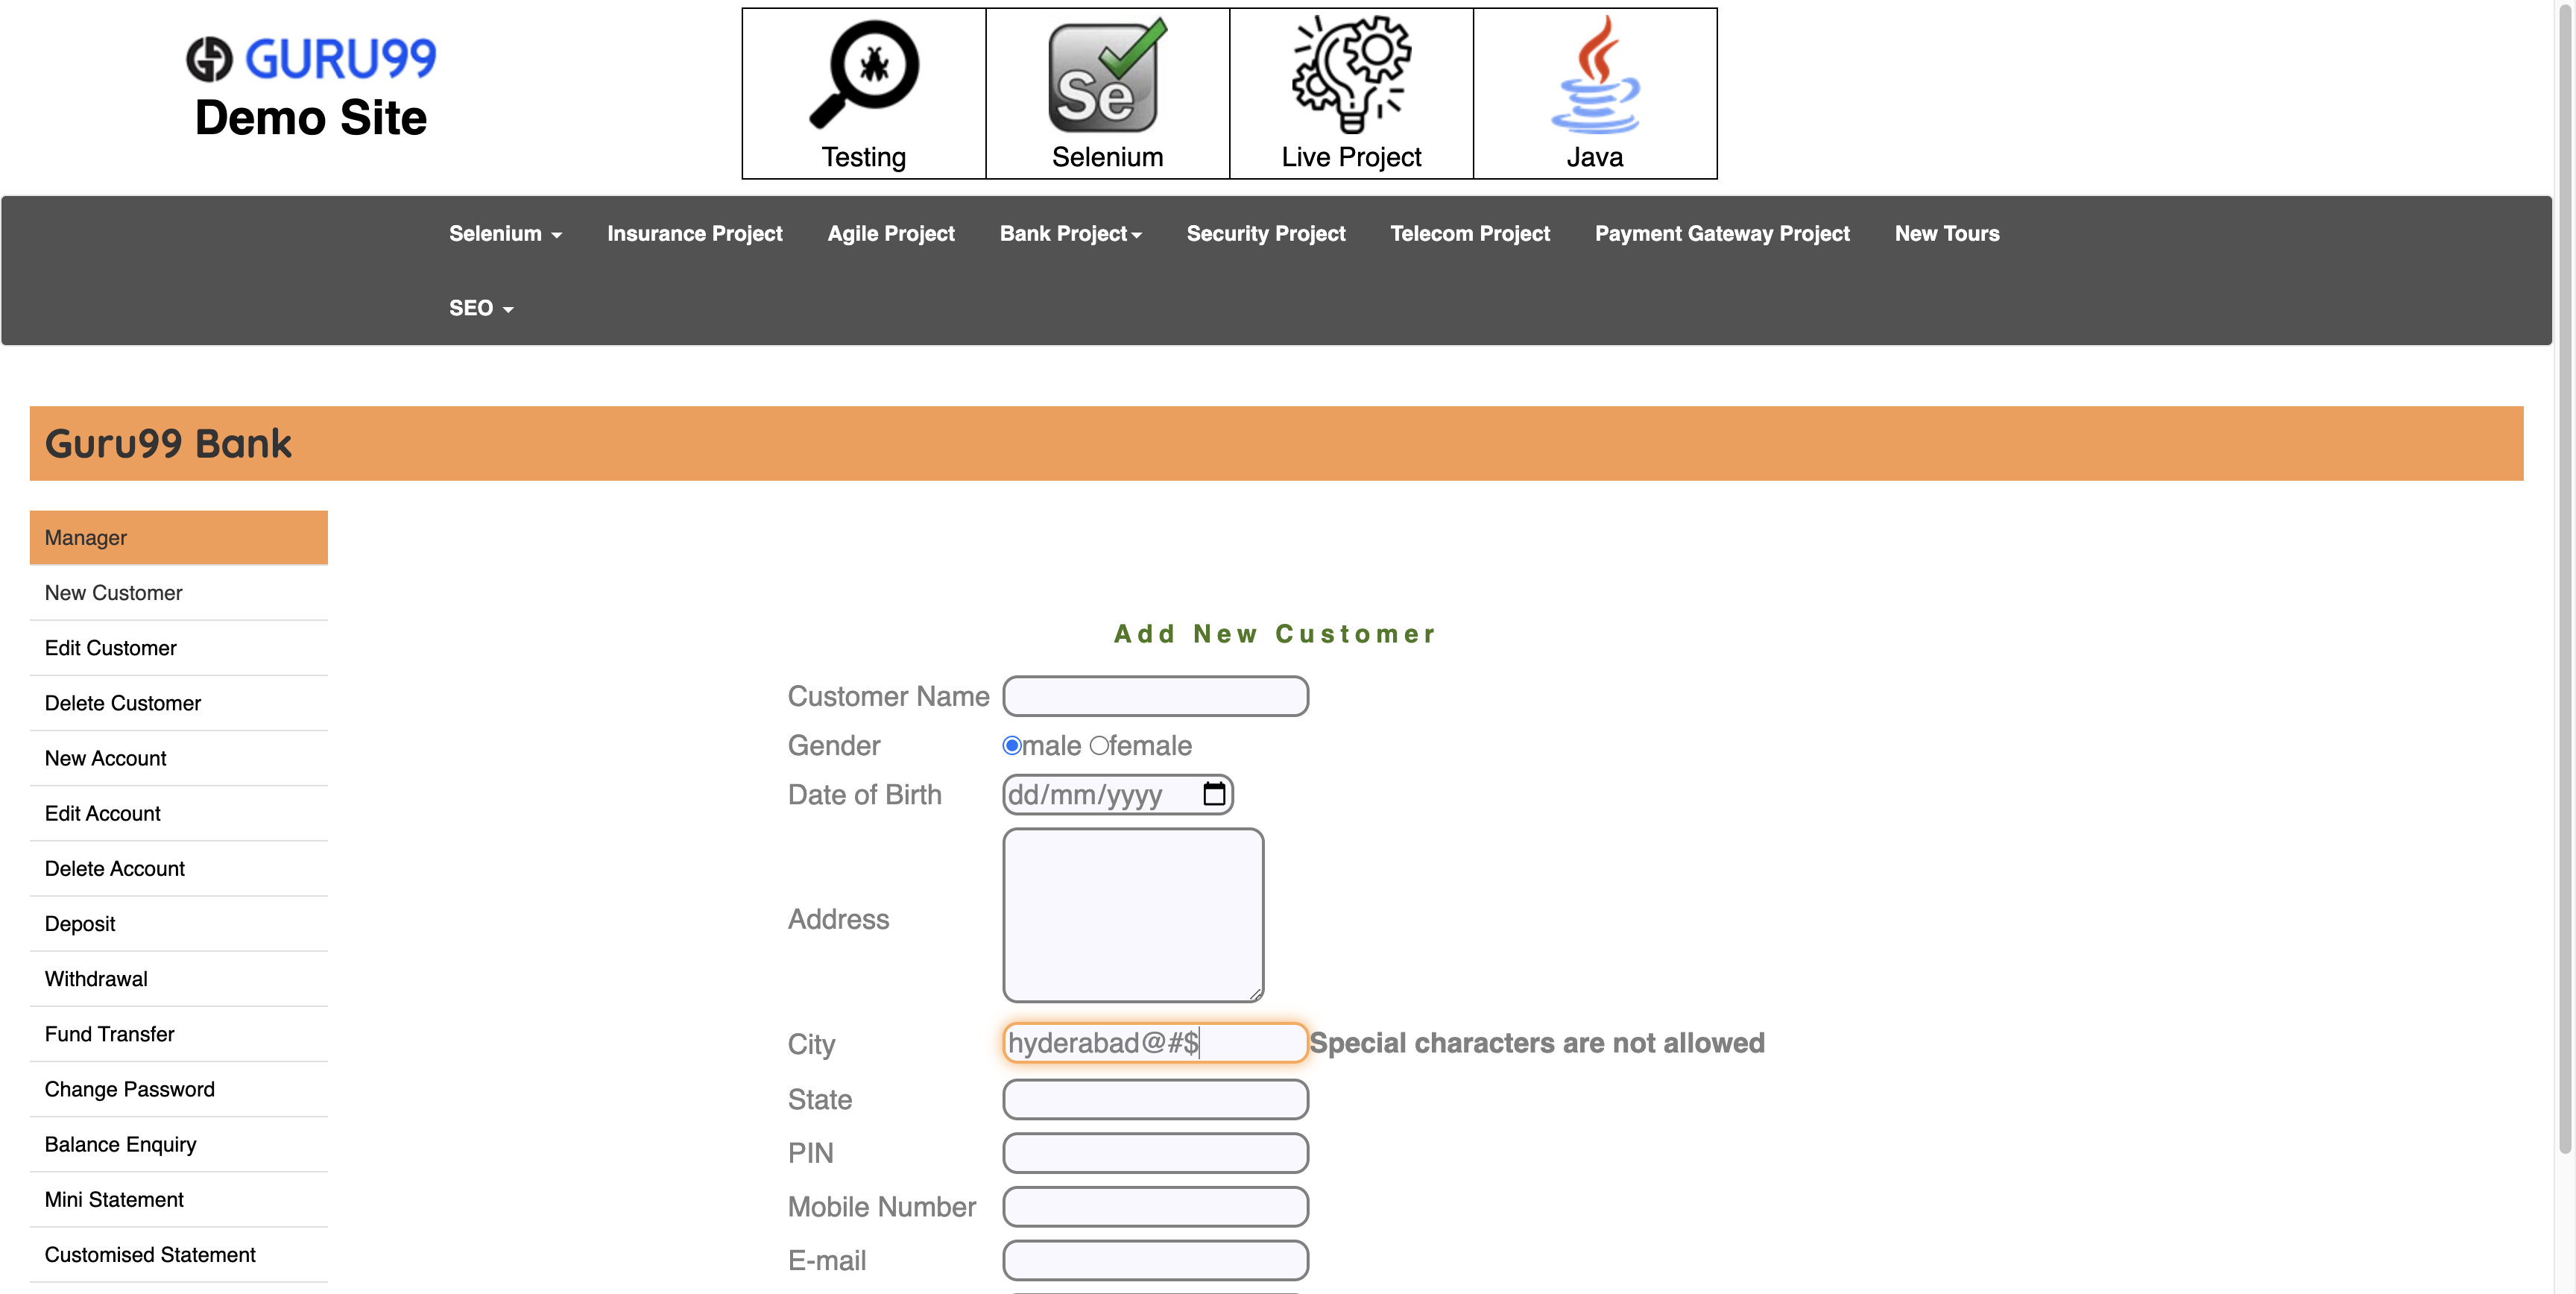 GURU99
Demo Site
Testing
Selenium
Live Project
Java
Selenium
Insurance Project
Agile Project
Bank Project
Security Project
Telecom Project
Payment Gateway Project
New Tours
SEO
Guru99 Bank
Manager
New Customer
Edit Customer
Delete Customer
New Account
Edit Account
Delete Account
Deposit
Withdrawal
Fund Transfer
Change Password
Balance Enquiry
Mini Statement
Customised Statement
Add New Customer
Customer Name
Gender male female
Date of Birth dd/mm/yyyy
Address
City hyderabad@#$ Special characters are not allowed
State
PIN
Mobile Number
E-mail